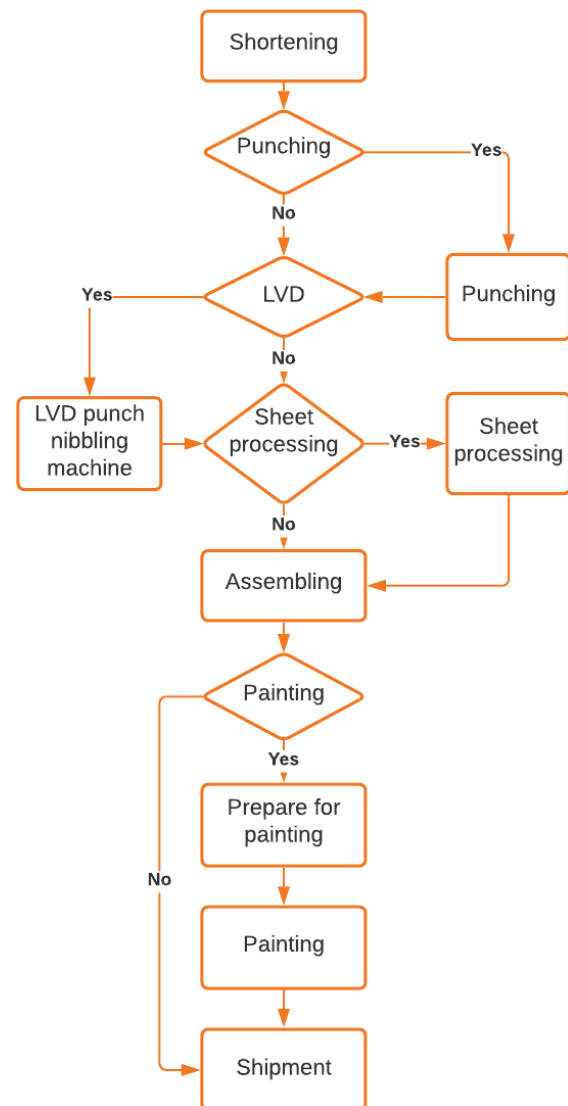 Shortening
Punching
Yes
No
LVD
Punching
Yes
No
LVD punch
nibbling
machine
Sheet
processing
Yes
Sheet
processing
No
Assembling
Painting
Yes
Prepare for
painting
No
Painting
Shipment